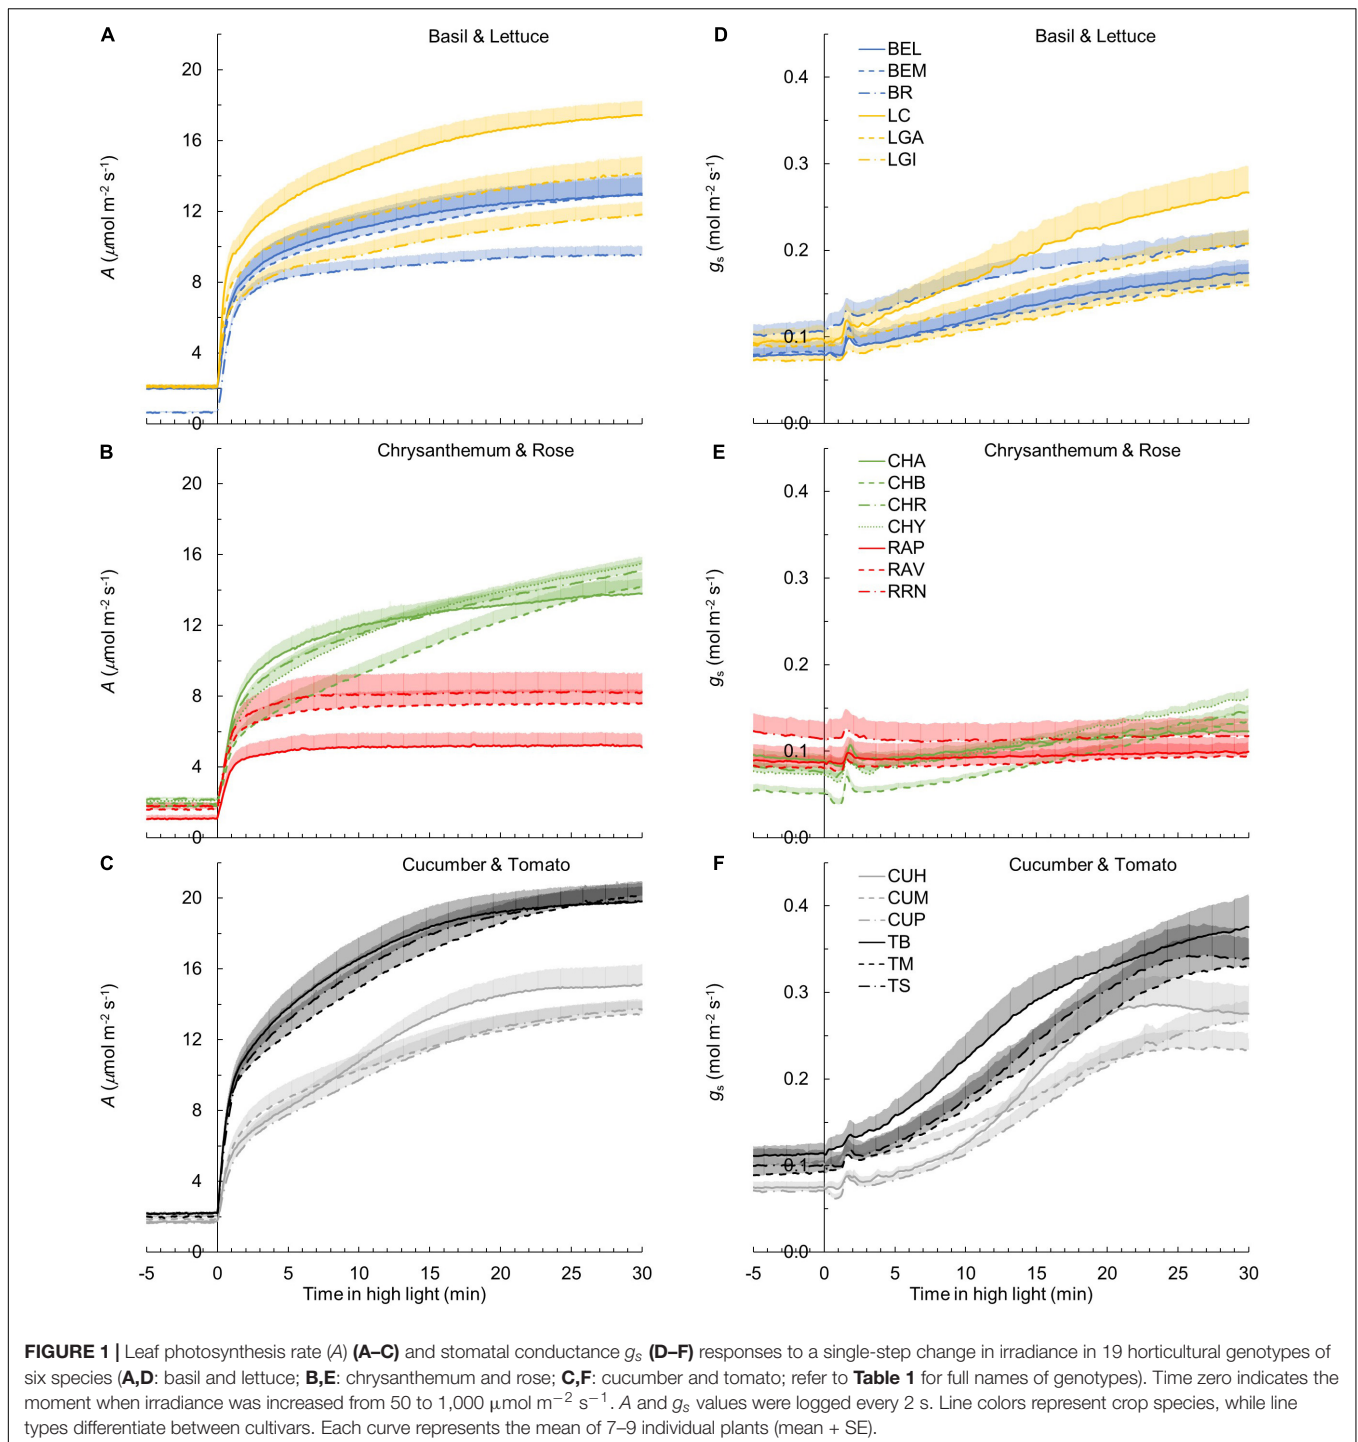 A
Basil & Lettuce
20
16
12
8
4
0
A (μmol m-2 s-1)
D
Basil & Lettuce
BEL
BEM
BR
LC
LGA
LGI
0.4
0.3
0.2
0.1
0.0
gs (mol m-2 s-1)
B
Chrysanthemum & Rose
20
16
12
8
4
0
A (μmol m-2 s-1)
E
Chrysanthemum & Rose
CHA
CHB
CHR
CHY
RAP
RAV
RRN
0.4
0.3
0.2
0.1
0.0
gs (mol m-2 s-1)
C
Cucumber & Tomato
20
16
12
8
4
0
A (μmol m-2 s-1)
-5 0 5 10 15 20 25 30
Time in high light (min)
F
Cucumber & Tomato
CUH
CUM
CUP
TB
TM
TS
0.4
0.3
0.2
0.1
0.0
gs (mol m-2 s-1)
-5 0 5 10 15 20 25 30
Time in high light (min)
FIGURE 1 | Leaf photosynthesis rate (A) (A–C) and stomatal conductance gs (D–F) responses to a single-step change in irradiance in 19 horticultural genotypes of
six species (A,D: basil and lettuce; B,E: chrysanthemum and rose; C,F: cucumber and tomato; refer to Table 1 for full names of genotypes). Time zero indicates the
moment when irradiance was increased from 50 to 1,000 μmol m−2 s−1. A and gs values were logged every 2 s. Line colors represent crop species, while line
types differentiate between cultivars. Each curve represents the mean of 7–9 individual plants (mean + SE).